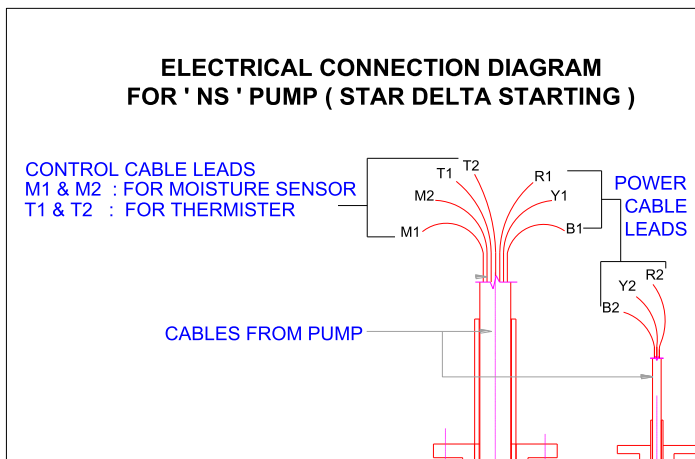 ELECTRICAL CONNECTION DIAGRAM
FOR ' NS ' PUMP ( STAR DELTA STARTING )
CONTROL CABLE LEADS
M1 & M2 : FOR MOISTURE SENSOR
T1 & T2 : FOR THERMISTER
T2
T1
M2
M1
R1
Y1
B1
POWER
CABLE
LEADS
R2
Y2
B2
CABLES FROM PUMP